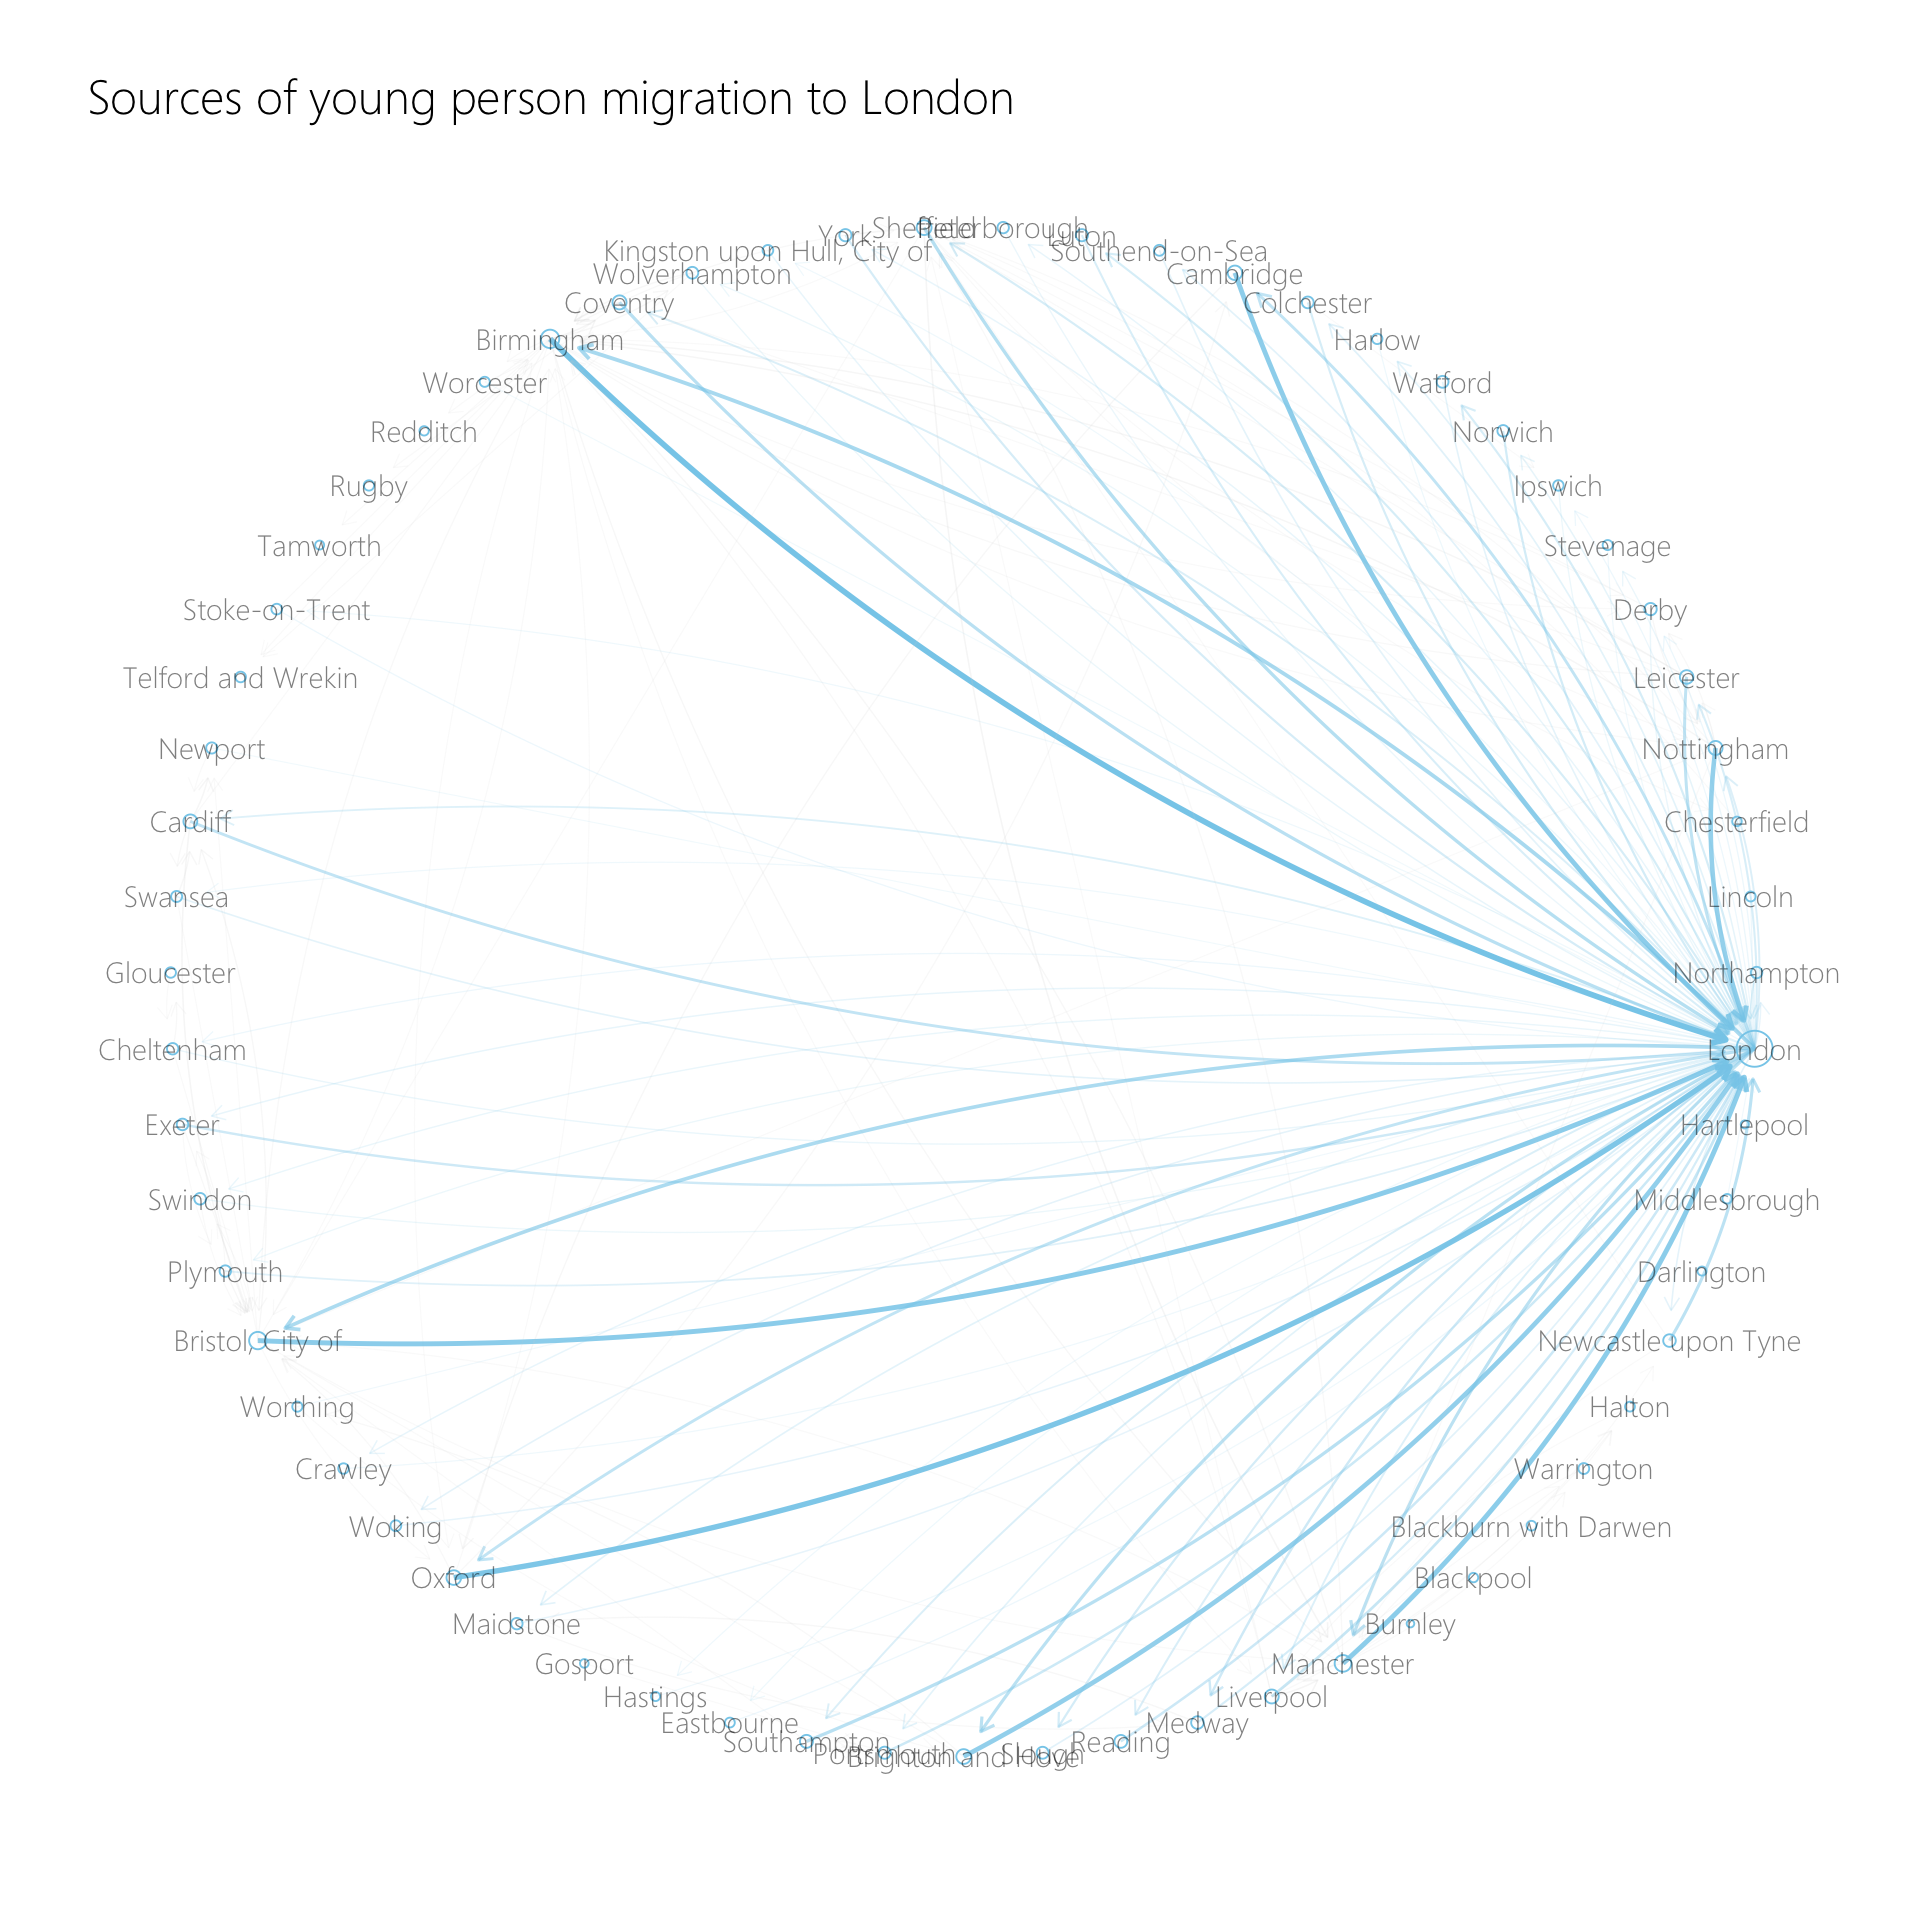 Sources of young person migration to London
Sheffield
Peterborough
York
Luton
Kingston upon Hull, City of
Southend-on-Sea
Wolverhampton
Cambridge
Coventry
Colchester
Birmingham
Harlow
Worcester
Watford
Redditch
Norwich
Rugby
Ipswich
Tamworth
Stevenage
Stoke-on-Trent
Derby
Telford and Wrekin
Leicester
Newport
Nottingham
Cardiff
Chesterfield
Swansea
Lincoln
Gloucester
Northampton
Cheltenham
London
Exeter
Hartlepool
Swindon
Middlesbrough
Plymouth
Darlington
Bristol, City of
Newcastle upon Tyne
Worthing
Halton
Crawley
Warrington
Woking
Blackburn with Darwen
Oxford
Blackpool
Maidstone
Burnley
Gosport
Manchester
Hastings
Liverpool
Eastbourne
Medway
Southampton
Reading
Portsmouth
Brighton and Hove
Slough